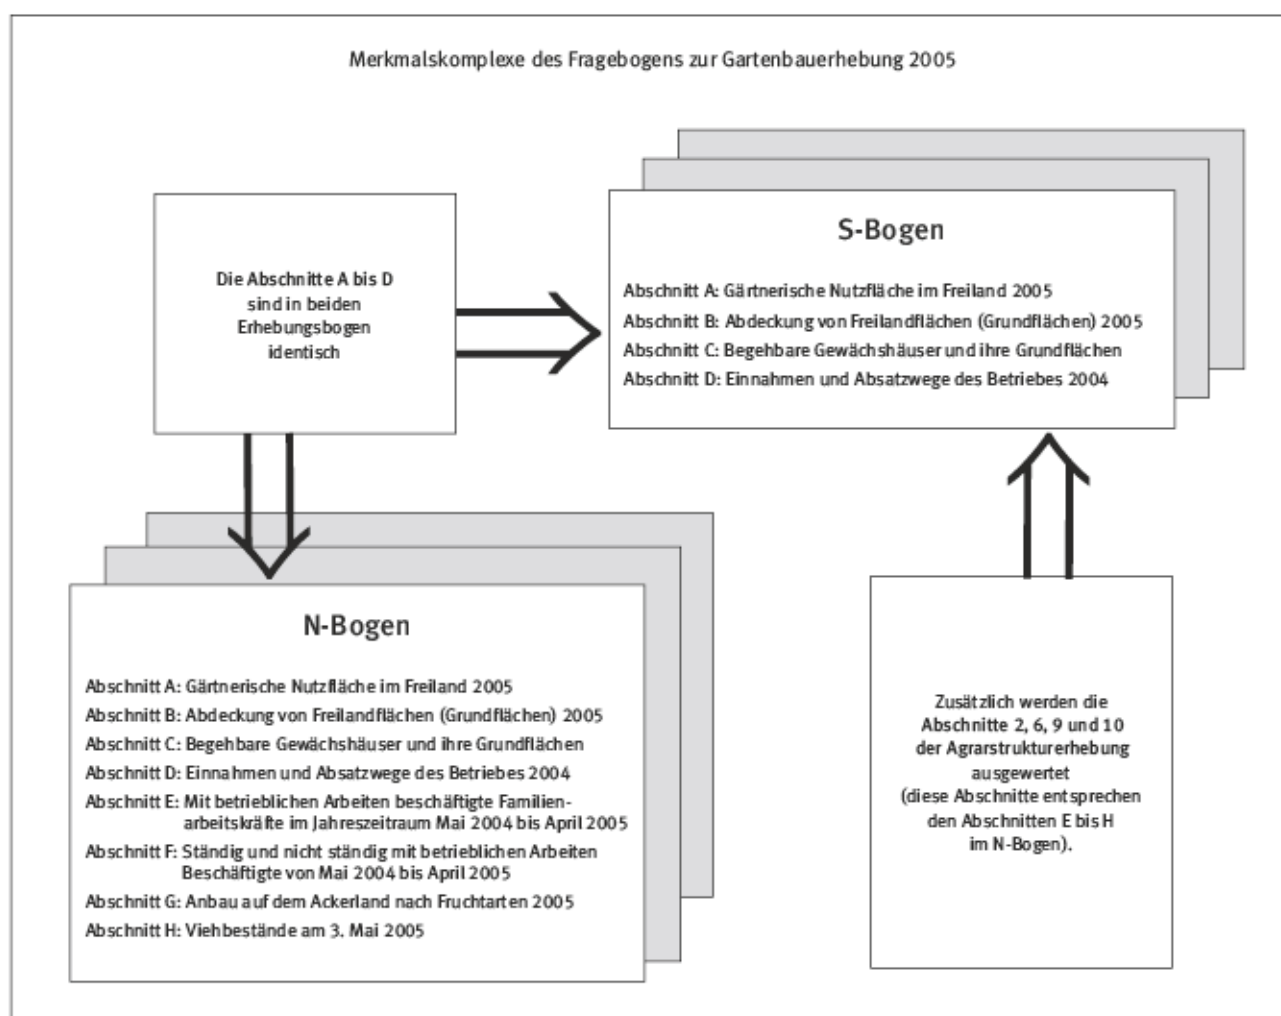 Merkmalskomplexe des Fragebogens zur Gartenbauerhebung 2005
Die Abschnitte A bis D
sind in beiden
Erhebungsbogen
identisch
S-Bogen
Abschnitt A: Gärtnerische Nutzfläche im Freiland 2005
Abschnitt B: Abdeckung von Freilandflächen (Grundflächen) 2005
Abschnitt C: Begehbare Gewächshäuser und ihre Grundflächen
Abschnitt D: Einnahmen und Absatzwege des Betriebes 2004
N-Bogen
Abschnitt A: Gärtnerische Nutzfläche im Freiland 2005
Abschnitt B: Abdeckung von Freilandflächen (Grundflächen) 2005
Abschnitt C: Begehbare Gewächshäuser und ihre Grundflächen
Abschnitt D: Einnahmen und Absatzwege des Betriebes 2004
Abschnitt E: Mit betrieblichen Arbeiten beschäftigte Familien-
arbeitskräfte im Jahreszeitraum Mai 2004 bis April 2005
Abschnitt F: Ständig und nicht ständig mit betrieblichen Arbeiten
Beschäftigte von Mai 2004 bis April 2005
Abschnitt G: Anbau auf dem Ackerland nach Fruchtarten 2005
Abschnitt H: Viehbestände am 3. Mai 2005
Zusätzlich werden die
Abschnitte 2, 6, 9 und 10
der Agrarstrukturerhebung
ausgewertet
(diese Abschnitte entsprechen
den Abschnitten E bis H
im N-Bogen).